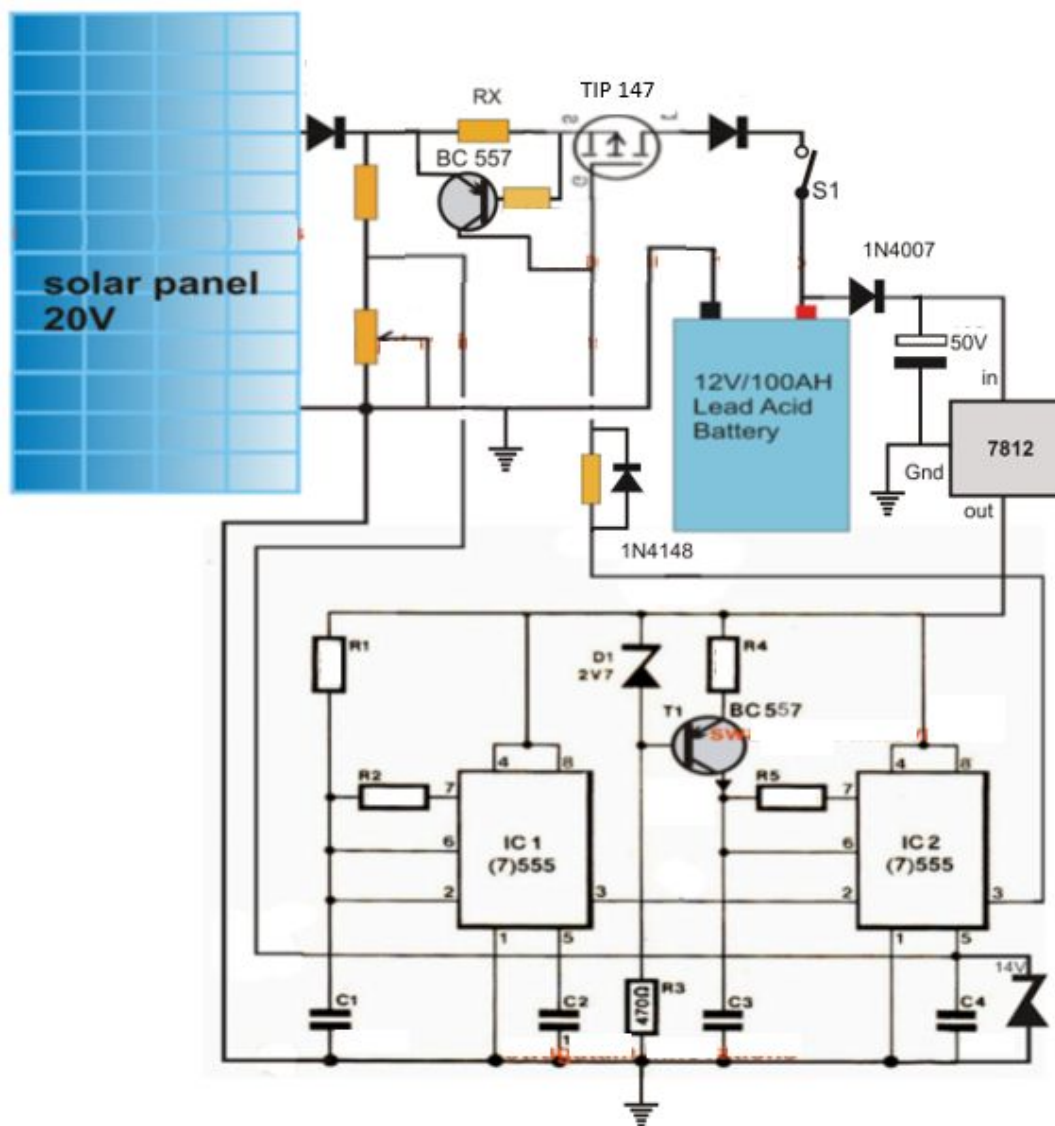 TIP 147
RX
BC 557
S1
1N4007
solar panel
20V
50V
in
12V/100AH
Lead Acid
Battery
7812
Gnd
out
1N4148
R1
D1
2V7
R4
T1
BC 557
4
8
4
8
R2
7
R5
7
6
IC 1
(7)555
6
IC 2
(7)555
2
3
2
3
1
5
1
5
14V
C1
C2
R3
470Ω
C3
C4
1